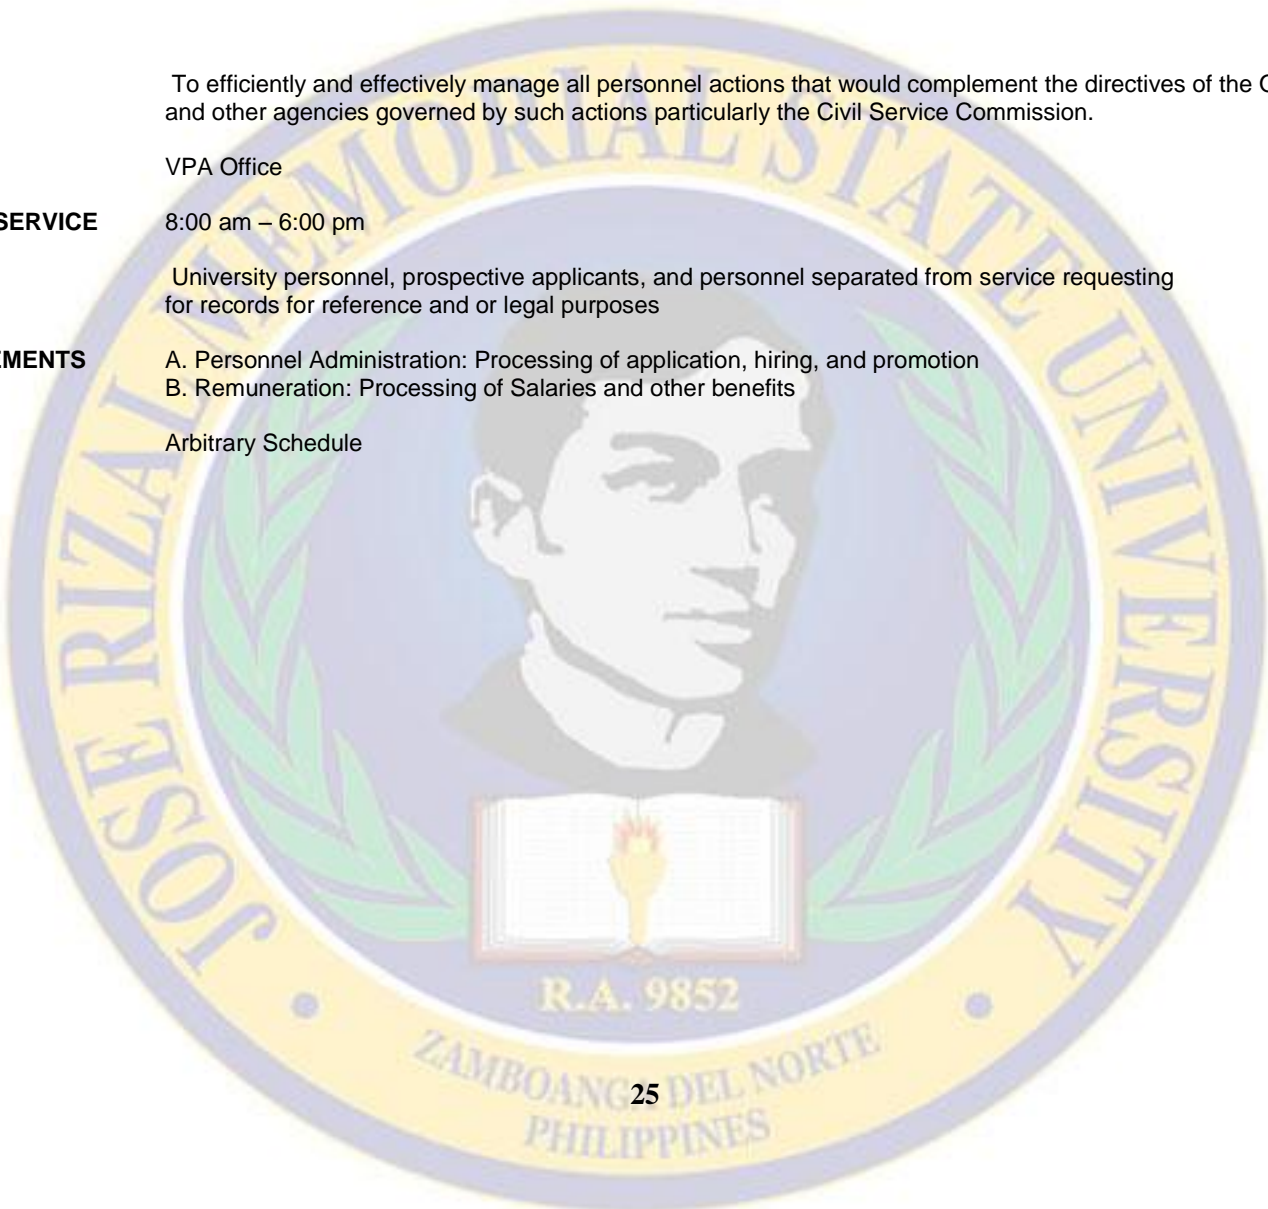 To efficiently and effectively manage all personnel actions that would complement the directives of the
and other agencies governed by such actions particularly the Civil Service Commission.
VPA Office
SERVICE 8:00 am – 6:00 pm
University personnel, prospective applicants, and personnel separated from service requesting
for records for reference and or legal purposes
A. Personnel Administration: Processing of application, hiring, and promotion
B. Remuneration: Processing of Salaries and other benefits
Arbitrary Schedule
JOSE RIZAL MEMORIAL STATE UNIVERSITY
R.A. 9852
ZAMBOANGA DEL NORTE
25
PHILIPPINES